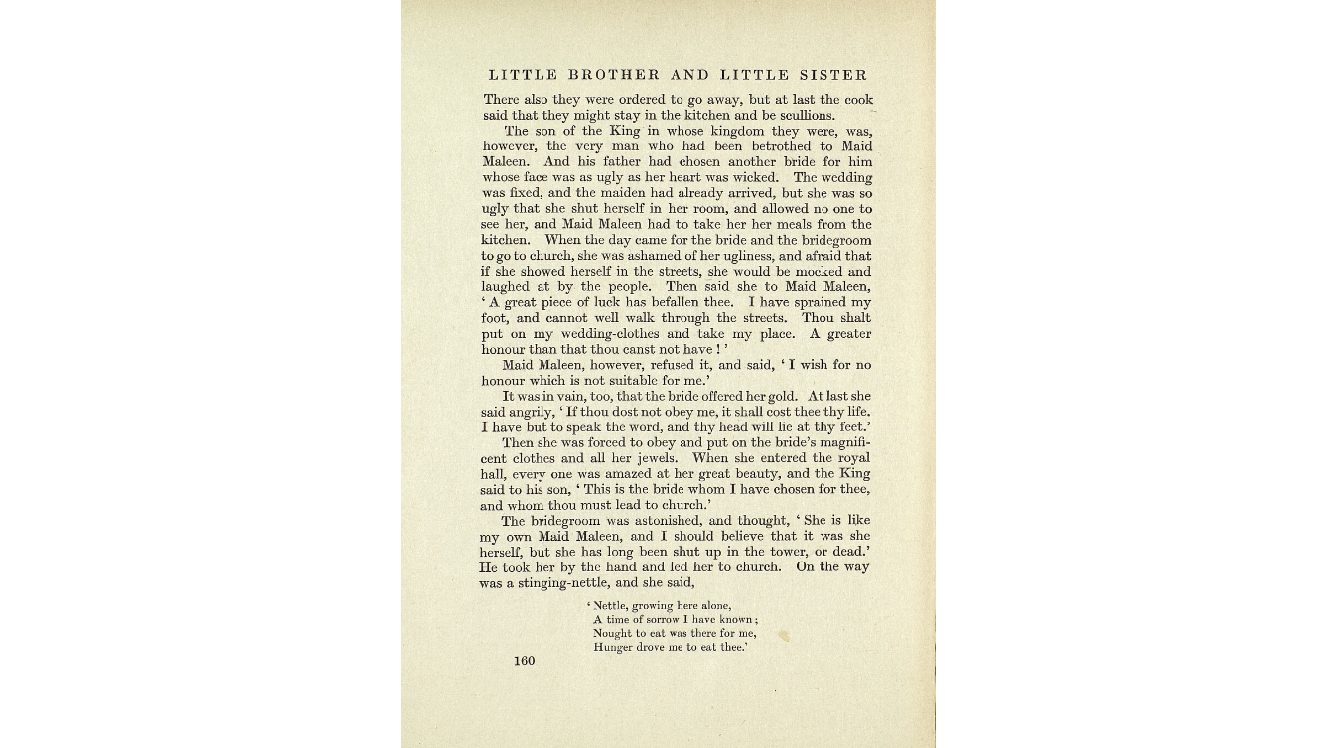 LITTLE BROTHER AND LITTLE SISTER
There also they were ordered to go away, but at last the cook
said that they might stay in the kitchen and be scullions.
The son of the King in whose kingdom they were, was,
however, the very man who had been betrothed to Maid
Maleen. And his father had chosen another bride for him
whose face was as ugly as her heart was wicked. The wedding
was fixed, and the maiden had already arrived, but she was so
ugly that she shut herself in her room, and allowed no one to
see her, and Maid Maleen had to take her her meals from the
kitchen. When the day came for the bride and the bridegroom
to go to church, she was ashamed of her ugliness, and afraid that
if she showed herself in the streets, she would be mocked and
laughed at by the people. Then said she to Maid Maleen,
‘ A great piece of luck has befallen thee. I have sprained my
foot, and cannot well walk through the streets. Thou shalt
put on my wedding-clothes and take my place. A greater
honour than that thou canst not have ! ’
Maid Maleen, however, refused it, and said, ‘ I wish for no
honour which is not suitable for me.’
It was in vain, too, that the bride offered her gold. At last she
said angrily, ‘ If thou dost not obey me, it shall cost thee thy life.
I have but to speak the word, and thy head will lie at thy feet.’
Then she was forced to obey and put on the bride’s magnifi-
cent clothes and all her jewels. When she entered the royal
hall, every one was amazed at her great beauty, and the King
said to his son, ‘ This is the bride whom I have chosen for thee,
and whom thou must lead to church.’
The bridegroom was astonished, and thought, ‘ She is like
my own Maid Maleen, and I should believe that it was she
herself, but she has long been shut up in the tower, or dead.’
He took her by the hand and led her to church. On the way
was a stinging-nettle, and she said,
‘ Nettle, growing here alone,
A time of sorrow I have known ;
Nought to eat was there for me,
Hunger drove me to eat thee.’
160